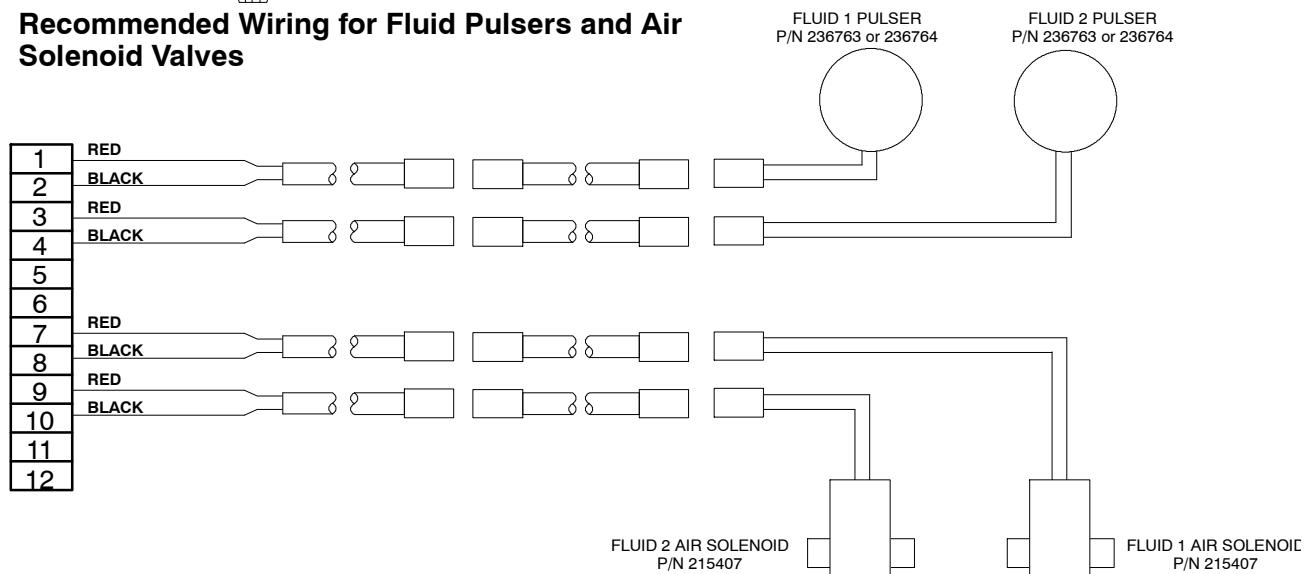 Recommended Wiring for Fluid Pulsers and Air
Solenoid Valves
FLUID 1 PULSER
P/N 236763 or 236764
FLUID 2 PULSER
P/N 236763 or 236764
1
RED
2
BLACK
3
RED
4
BLACK
5
6
7
RED
8
BLACK
9
RED
10
BLACK
11
12
FLUID 2 AIR SOLENOID
P/N 215407
FLUID 1 AIR SOLENOID
P/N 215407